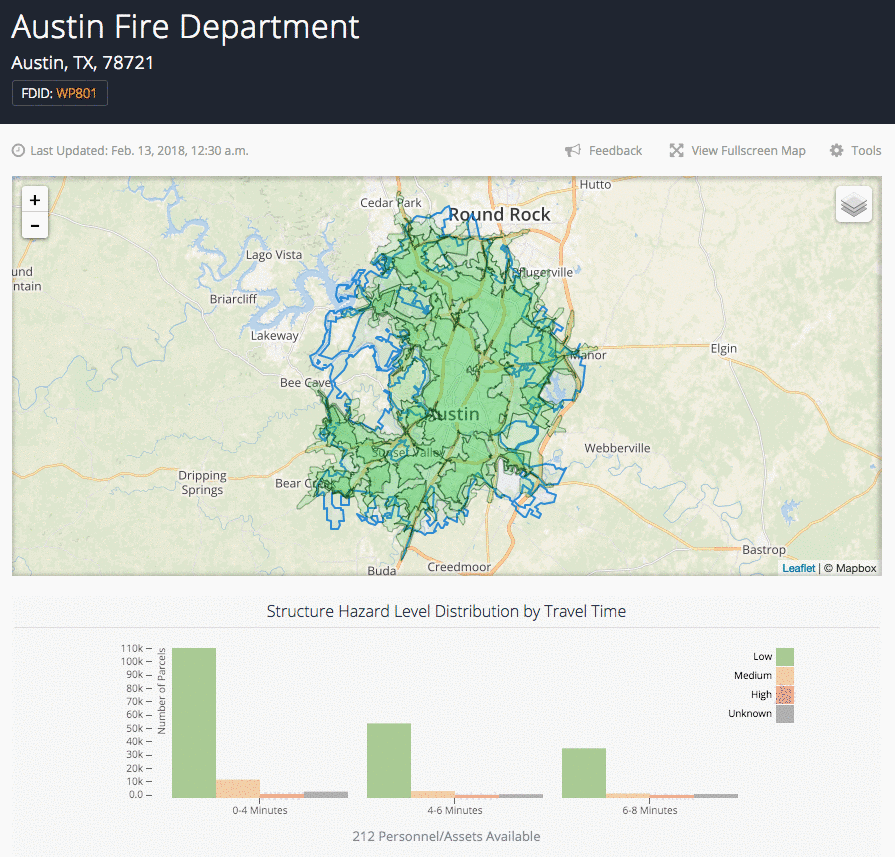 Austin Fire Department
Austin, TX, 78721
FDID: WP801
Last Updated: Feb. 13, 2018, 12:30 a.m.
Feedback
View Fullscreen Map
Tools
+
-
Hutto
Cedar Park
Round Rock
Lago Vista
Pflugerville
und
ntain
Briarcliff
Lakeway
Elgin
Manor
Bee Cave
Austin
Sunset Valley
Webberville
Dripping
Springs
Bear Creek
Bastrop
Buda
Creedmoor
Leaflet | © Mapbox
Structure Hazard Level Distribution by Travel Time
110k
100k
90k
80k
70k
60k
50k
40k
30k
20k
10k
0.0
Number of Parcels
Low
Medium
High
Unknown
0-4 Minutes
4-6 Minutes
6-8 Minutes
212 Personnel/Assets Available